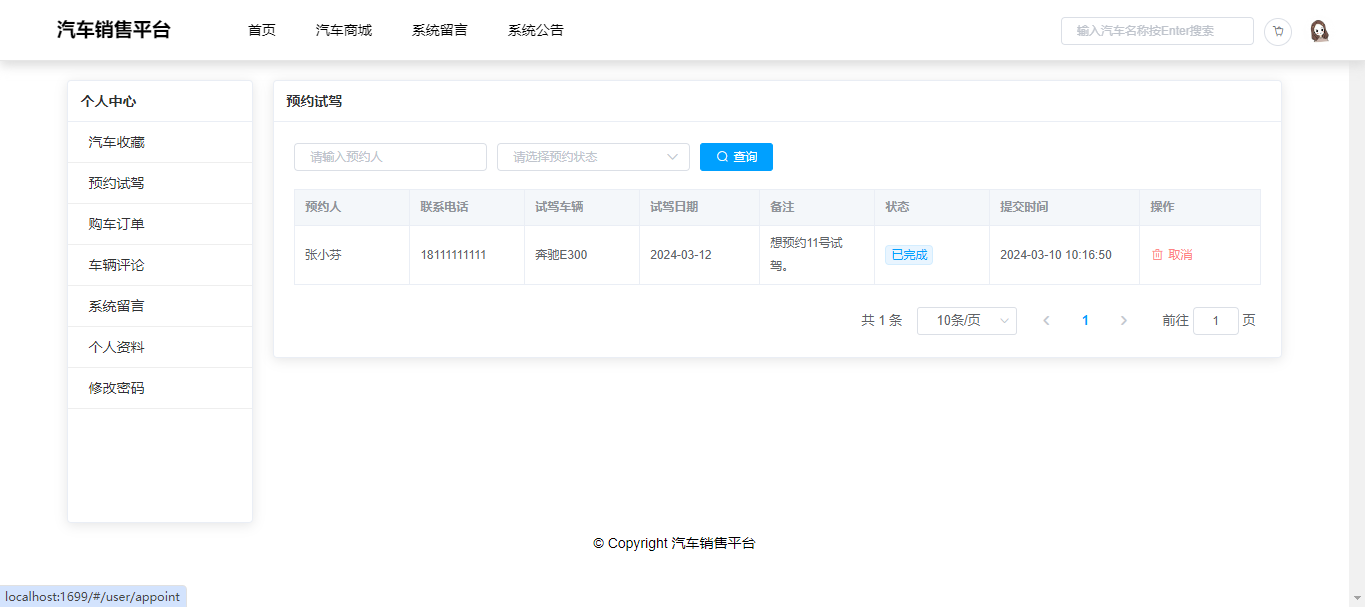 汽车销售平台 首页 汽车商城 系统留言 系统公告 输入汽车名称按Enter搜索
个人中心
汽车收藏
预约试驾
购车订单
车辆评论
系统留言
个人资料
修改密码
预约试驾
请输入预约人 请选择预约状态 查询
预约人 联系电话 试驾车辆 试驾日期 备注 状态 提交时间 操作
张小芬 18111111111 奔驰E300 2024-03-12 想预约11号试驾。 已完成 2024-03-10 10:16:50 取消
共 1 条 10条/页 1 前往 1 页
© Copyright 汽车销售平台
localhost:1699/#/user/appoint